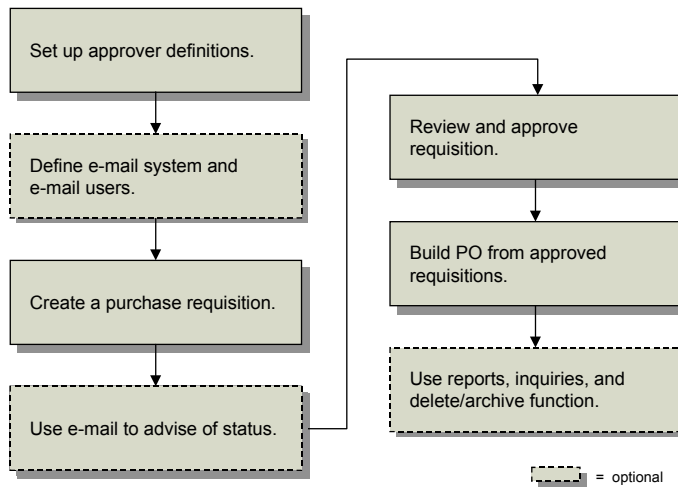 Set up approver definitions.
Define e-mail system and
e-mail users.
Create a purchase requisition.
Use e-mail to advise of status.
Review and approve
requisition.
Build PO from approved
requisitions.
Use reports, inquiries, and
delete/archive function.
= optional